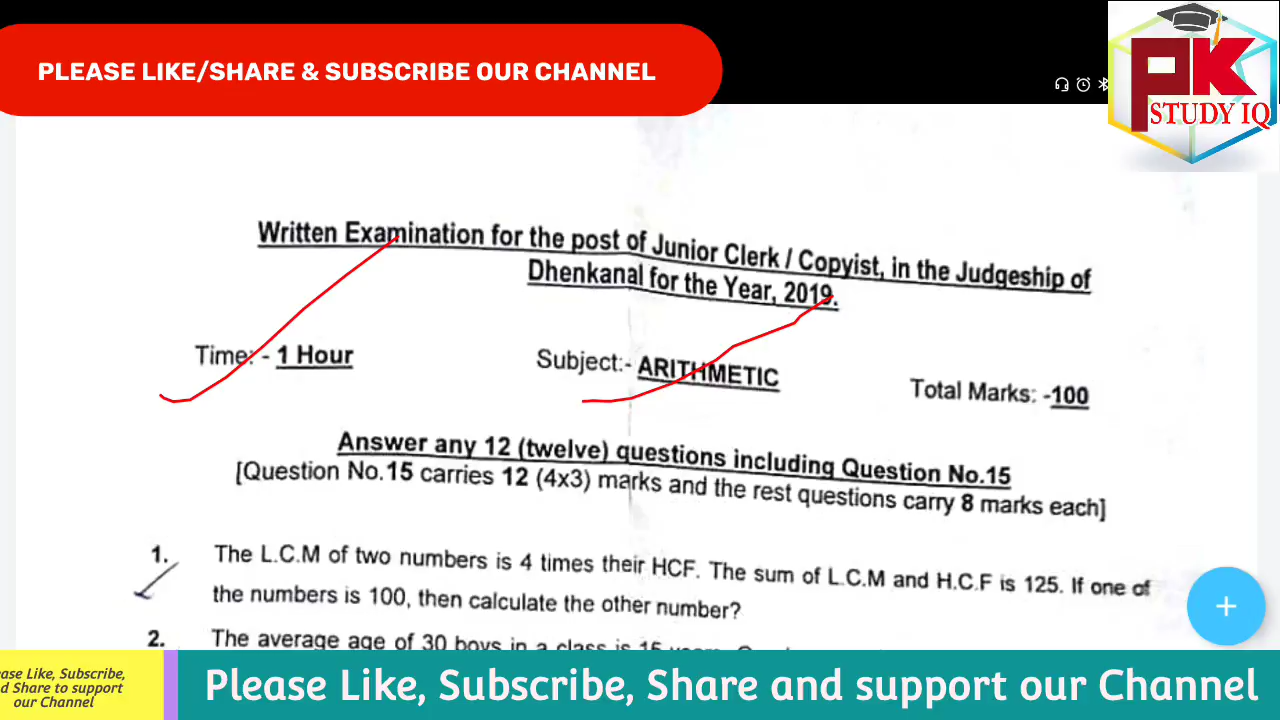 PLEASE LIKE/SHARE & SUBSCRIBE OUR CHANNEL
PK
STUDY IQ
Written Examination for the post of Junior Clerk / Copyist, in the Judgeship of
Dhenkanal for the Year, 2019.
Time: - 1 Hour
Subject:- ARITHMETIC
Total Marks: -100
Answer any 12 (twelve) questions including Question No.15
[Question No.15 carries 12 (4x3) marks and the rest questions carry 8 marks each]
1. The L.C.M of two numbers is 4 times their HCF. The sum of L.C.M and H.C.F is 125. If one of
the numbers is 100, then calculate the other number?
2. The average age of 30 boys in a class is 15
ase Like, Subscribe,
d Share to support
our Channel
Please Like, Subscribe, Share and support our Channel